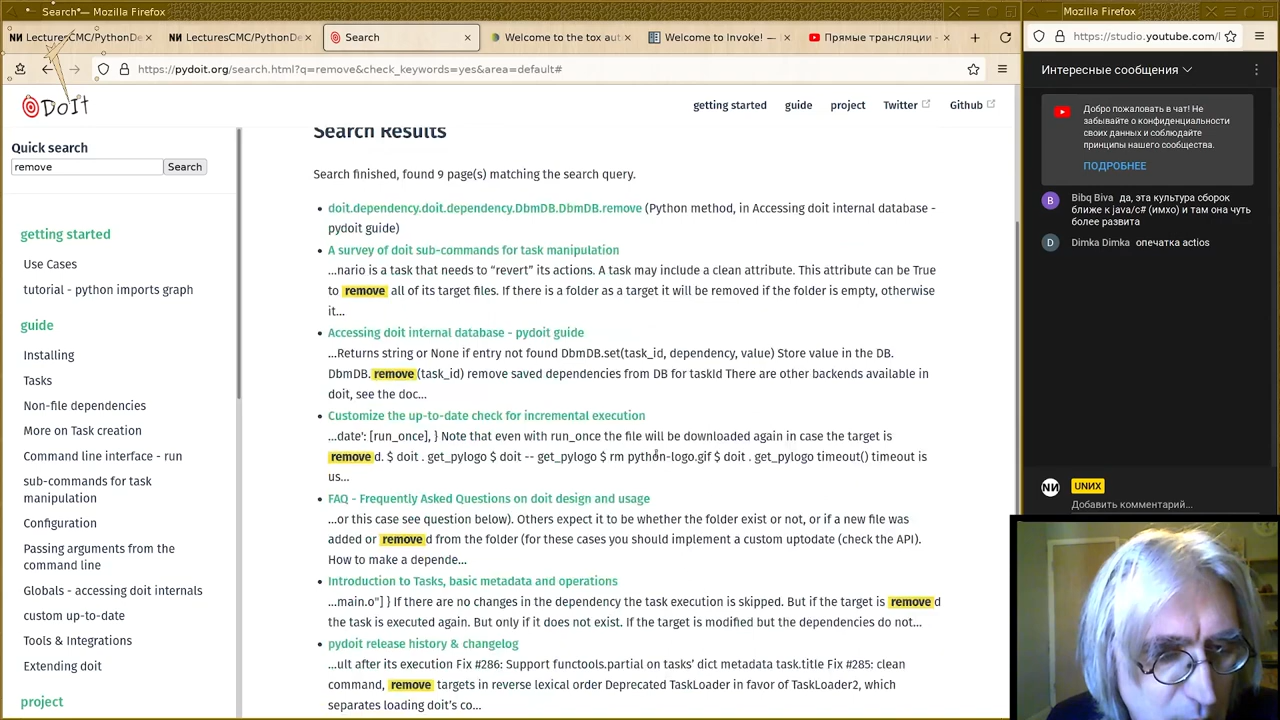 Search — Mozilla Firefox
Mozilla Firefox
LecturesCMC/PythonDe
LecturesCMC/PythonDe
Search
Welcome to the tox aut
Welcome to Invoke! —
Прямые трансляции -
https://studio.youtube.com/l
https://pydoit.org/search.html?q=remove&check_keywords=yes&area=default#
DoIt
getting started
guide
project
Twitter
Github
Quick search
remove
Search
getting started
Use Cases
tutorial - python imports graph
guide
Installing
Tasks
Non-file dependencies
More on Task creation
Command line interface - run
sub-commands for task
manipulation
Configuration
Passing arguments from the
command line
Globals - accessing doit internals
custom up-to-date
Tools & Integrations
Extending doit
project
Search Results
Search finished, found 9 page(s) matching the search query.
doit.dependency.doit.dependency.DbmDB.DbmDB.remove (Python method, in Accessing doit internal database -
pydoit guide)
A survey of doit sub-commands for task manipulation
...nario is a task that needs to “revert” its actions. A task may include a clean attribute. This attribute can be True
to remove all of its target files. If there is a folder as a target it will be removed if the folder is empty, otherwise
it...
Accessing doit internal database - pydoit guide
...Returns string or None if entry not found DbmDB.set(task_id, dependency, value) Store value in the DB.
DbmDB. remove (task_id) remove saved dependencies from DB for taskId There are other backends available in
doit, see the doc...
Customize the up-to-date check for incremental execution
...date': [run_once], } Note that even with run_once the file will be downloaded again in case the target is
remove d. $ doit . get_pylogo $ doit -- get_pylogo $ rm python-logo.gif $ doit . get_pylogo timeout() timeout is
us...
FAQ - Frequently Asked Questions on doit design and usage
...or this case see question below). Others expect it to be whether the folder exist or not, or if a new file was
added or remove d from the folder (for these cases you should implement a custom uptodate (check the API).
How to make a depende...
Introduction to Tasks, basic metadata and operations
...main.o"] } If there are no changes in the dependency the task execution is skipped. But if the target is remove d
the task is executed again. But only if it does not exist. If the target is modified but the dependencies do not...
pydoit release history & changelog
...ult after its execution Fix #286: Support functools.partial on tasks’ dict metadata task.title Fix #285: clean
command, remove targets in reverse lexical order Deprecated TaskLoader in favor of TaskLoader2, which
separates loading doit’s co...
Интересные сообщения
Добро пожаловать в чат! Не
забывайте о конфиденциальности
своих данных и соблюдайте
принципы нашего сообщества.
ПОДРОБНЕЕ
B
Bibq Biva да, эта культура сборок
ближе к java/c# (имхо) и там она чуть
более развита
D
Dimka Dimka опечатка actios
UNИX
Добавить комментарий...